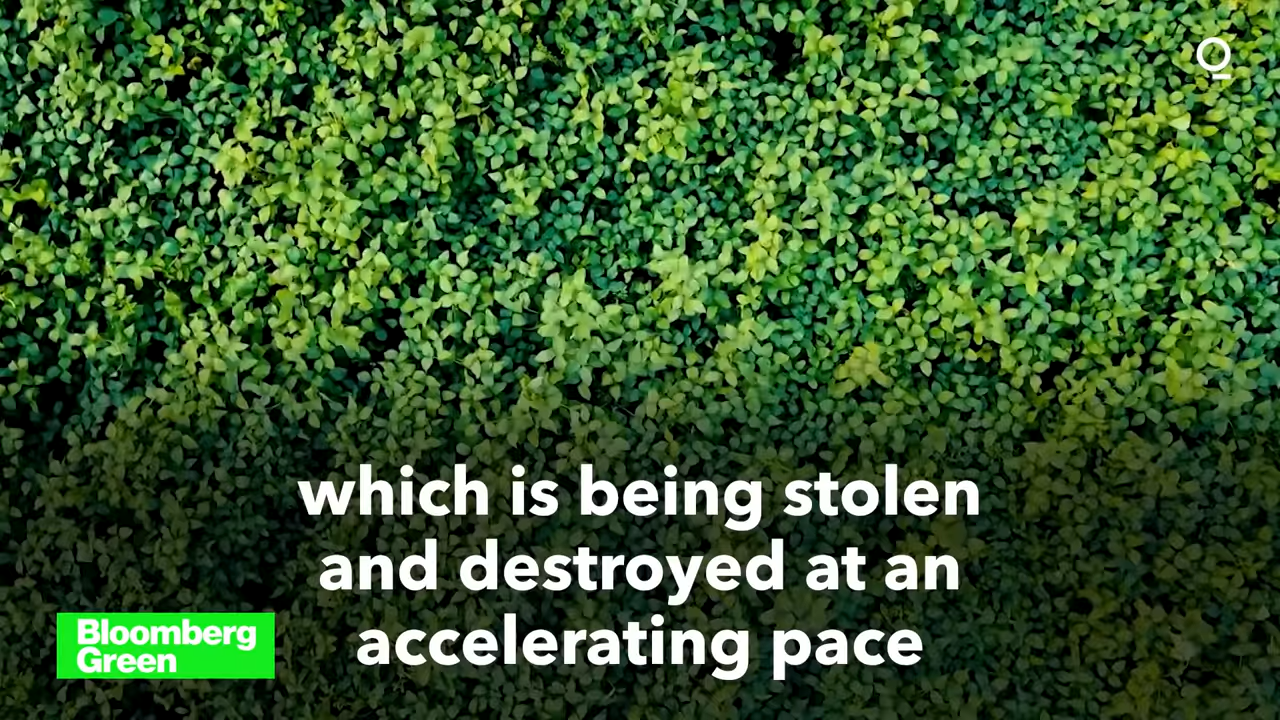 which is being stolen
and destroyed at an
accelerating pace
Bloomberg
Green